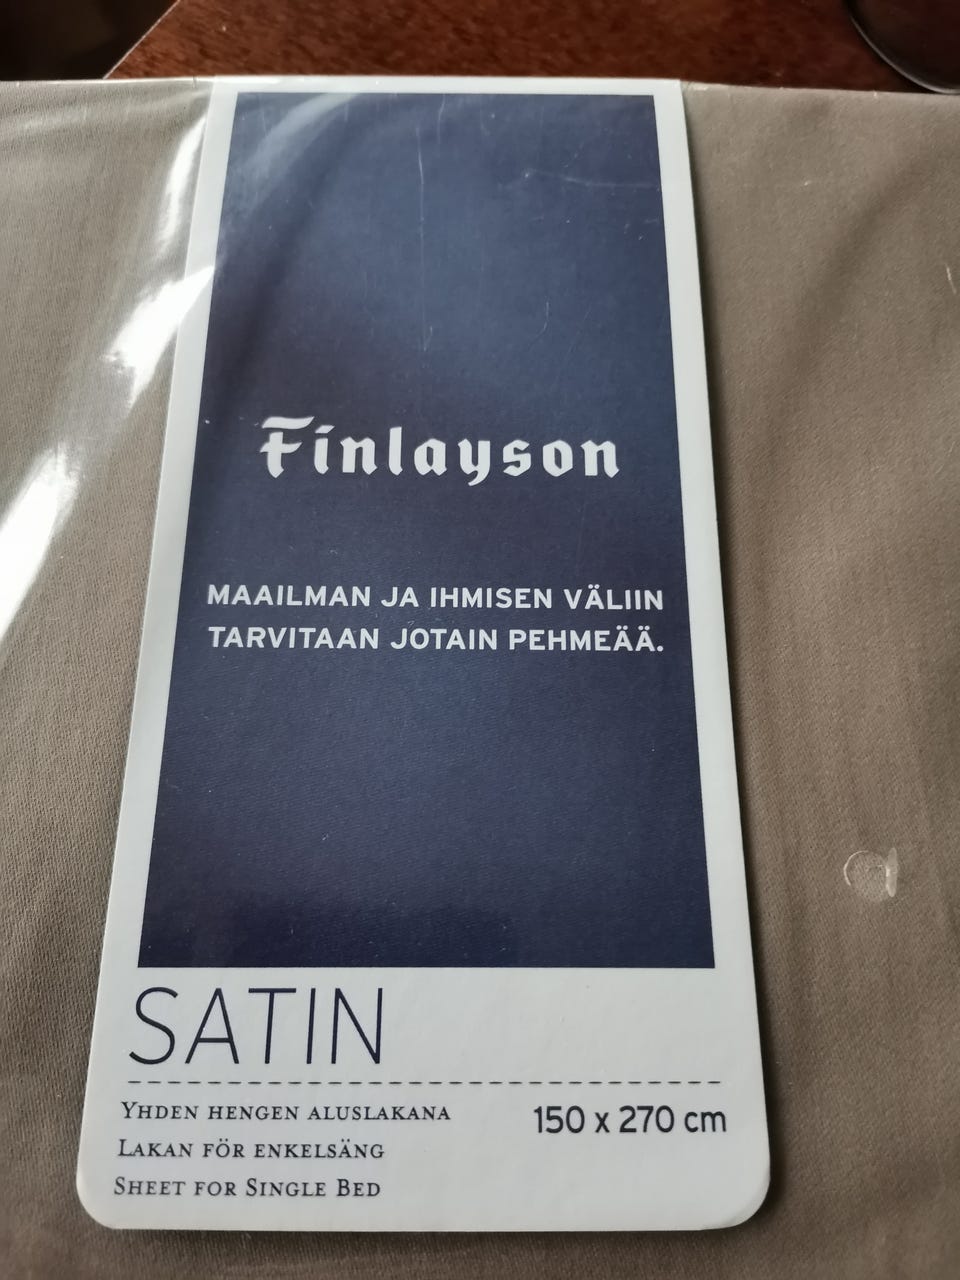 Finlayson
MAAILMAN JA IHMISEN VÄLIIN
TARVITAAN JOTAIN PEHMEÄÄ.
SATIN
YHDEN HENGEN ALUSLAKANA
150 x 270 cm
LAKAN FÖR ENKELSÄNG
SHEET FOR SINGLE BED